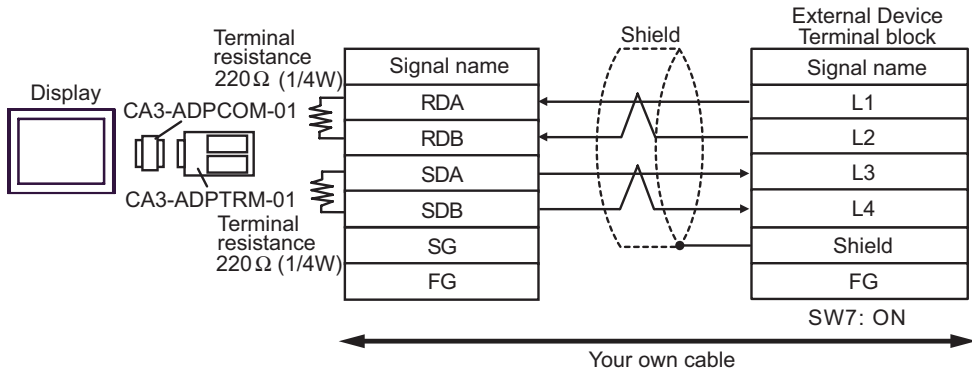 External Device
Terminal block
Shield
Terminal
resistance
220Ω (1/4W)
Signal name
Signal name
Display
CA3-ADPCOM-01
RDA
L1
RDB
L2
SDA
L3
CA3-ADPTRM-01
SDB
L4
Terminal
resistance
220Ω (1/4W)
SG
Shield
FG
FG
SW7: ON
Your own cable